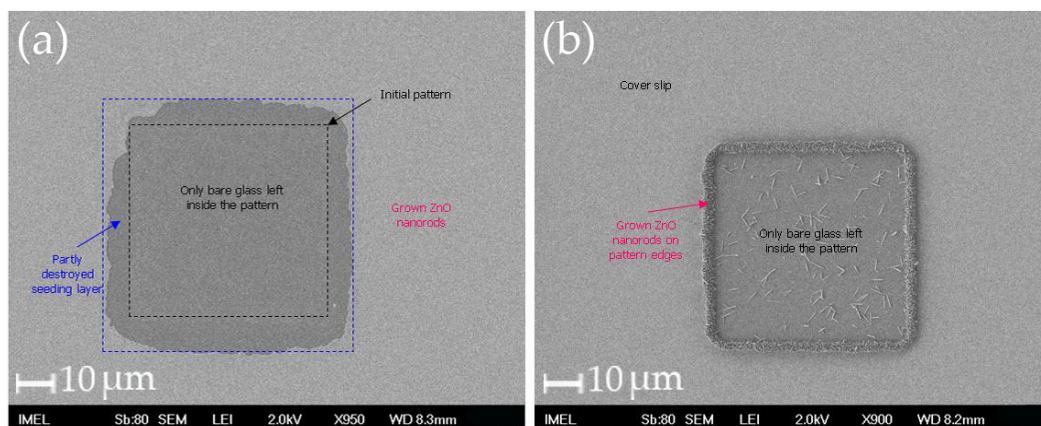 (a)
Initial pattern
Only bare glass left
inside the pattern
Grown ZnO
nanorods
Partly
destroyed
seeding layer
10 μm
IMEL Sb:80 SEM LEI 2.0kV X950 WD 8.3mm
(b)
Cover slip
Grown ZnO
nanorods on
pattern edges
Only bare glass left
inside the pattern
10 μm
IMEL Sb:80 SEM LEI 2.0kV X900 WD 8.2mm